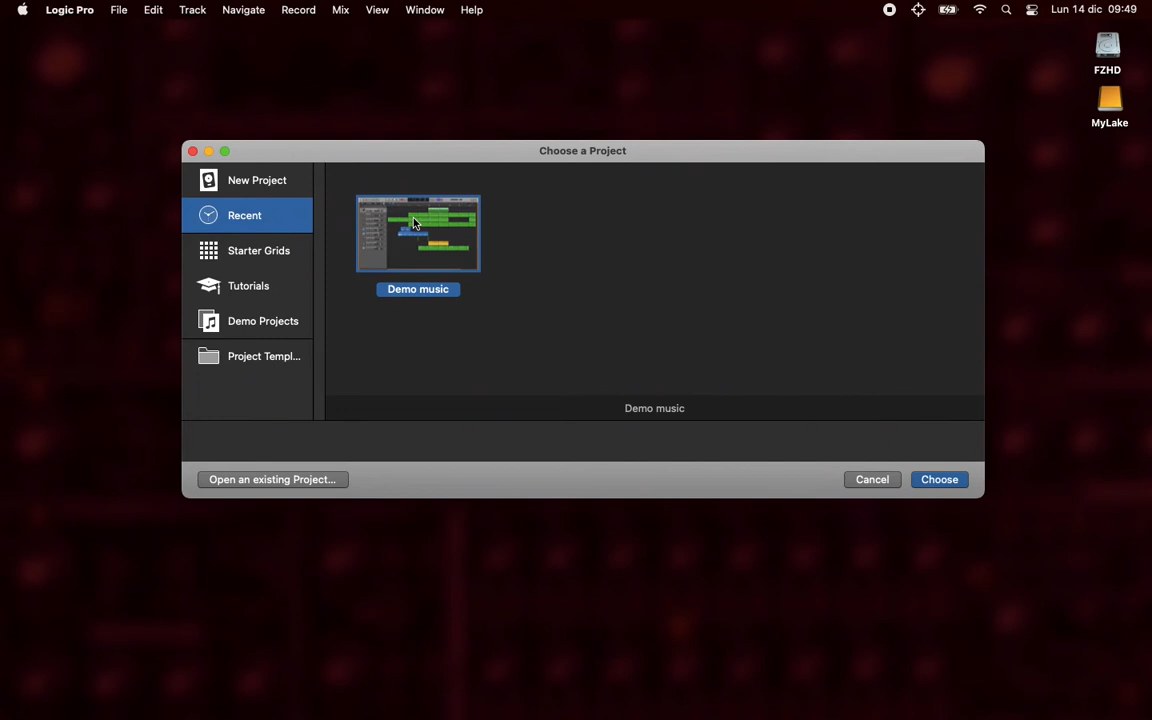 Logic Pro File Edit Track Navigate Record Mix View Window Help Lun 14 dic 09:49
FZHD
MyLake
Choose a Project
New Project
Recent
Starter Grids
Tutorials
Demo Projects
Project Templ...
Demo music
Demo music
Open an existing Project... Cancel Choose